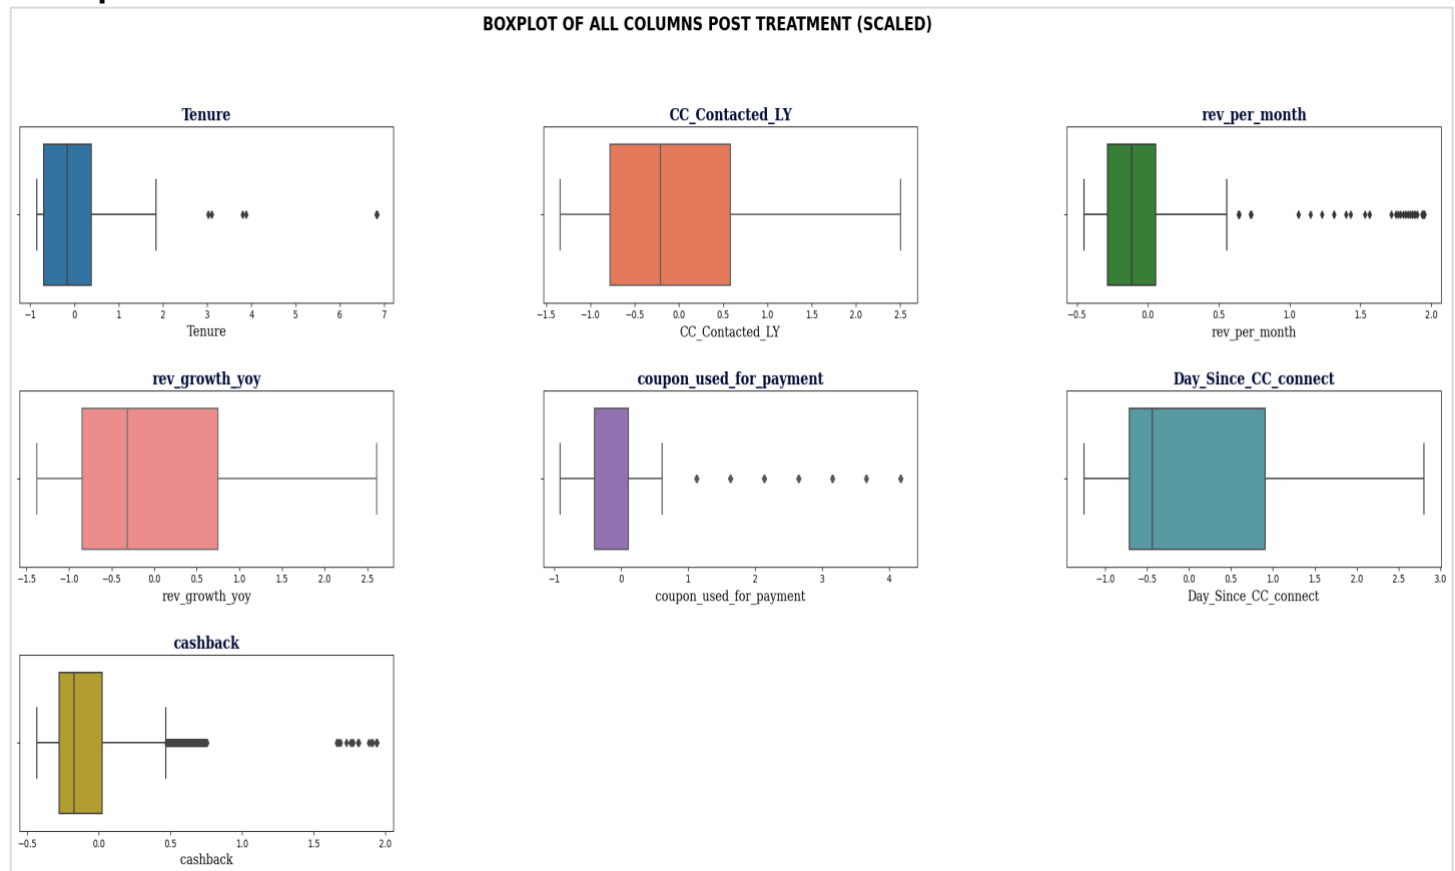 BOXPLOT OF ALL COLUMNS POST TREATMENT (SCALED)
Tenure
−1 0 1 2 3 4 5 6 7
Tenure
CC_Contacted_LY
−1.5 −1.0 −0.5 0.0 0.5 1.0 1.5 2.0 2.5
CC_Contacted_LY
rev_per_month
−0.5 0.0 0.5 1.0 1.5 2.0
rev_per_month
rev_growth_yoy
−1.5 −1.0 −0.5 0.0 0.5 1.0 1.5 2.0 2.5
rev_growth_yoy
coupon_used_for_payment
−1 0 1 2 3 4
coupon_used_for_payment
Day_Since_CC_connect
−1.0 −0.5 0.0 0.5 1.0 1.5 2.0 2.5 3.0
Day_Since_CC_connect
cashback
−0.5 0.0 0.5 1.0 1.5 2.0
cashback